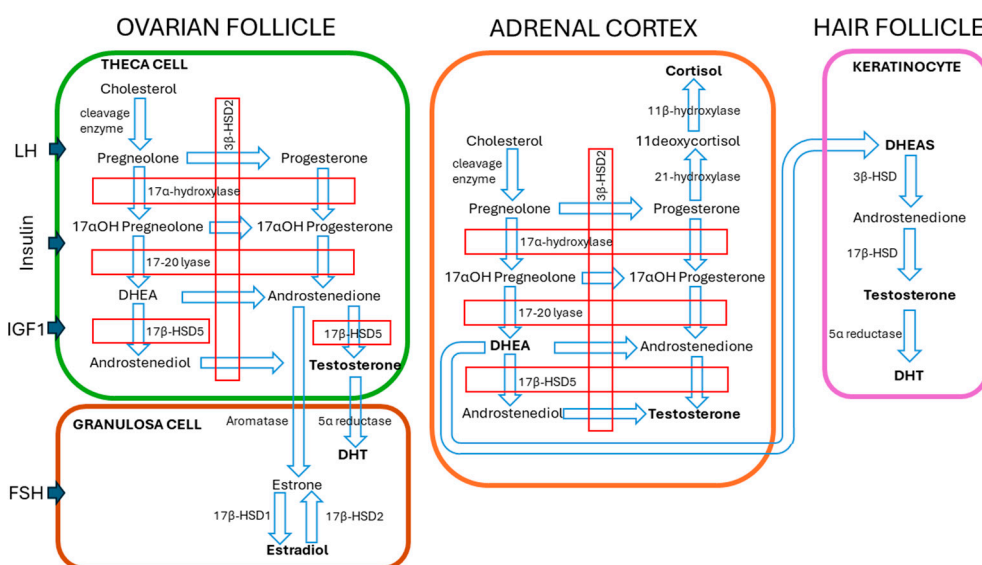 OVARIAN FOLLICLE
ADRENAL CORTEX
HAIR FOLLICLE
THECA CELL
Cholesterol
cleavage
enzyme
3β-HSD2
LH
Pregneolone
Progesterone
17α-hydroxylase
17αOH Pregneolone
17αOH Progesterone
Insulin
17-20 lyase
DHEA
Androstenedione
IGF1
17β-HSD5
17β-HSD5
Androstenediol
Testosterone
GRANULOSA CELL
Aromatase
5α reductase
DHT
FSH
Estrone
17β-HSD1
17β-HSD2
Estradiol
Cortisol
11β-hydroxylase
Cholesterol
11deoxycortisol
cleavage
enzyme
3β-HSD2
21-hydroxylase
Pregneolone
Progesterone
17α-hydroxylase
17αOH Pregneolone
17αOH Progesterone
17-20 lyase
DHEA
Androstenedione
17β-HSD5
Androstenediol
Testosterone
KERATINOCYTE
DHEAS
3β-HSD
Androstenedione
17β-HSD
Testosterone
5α reductase
DHT